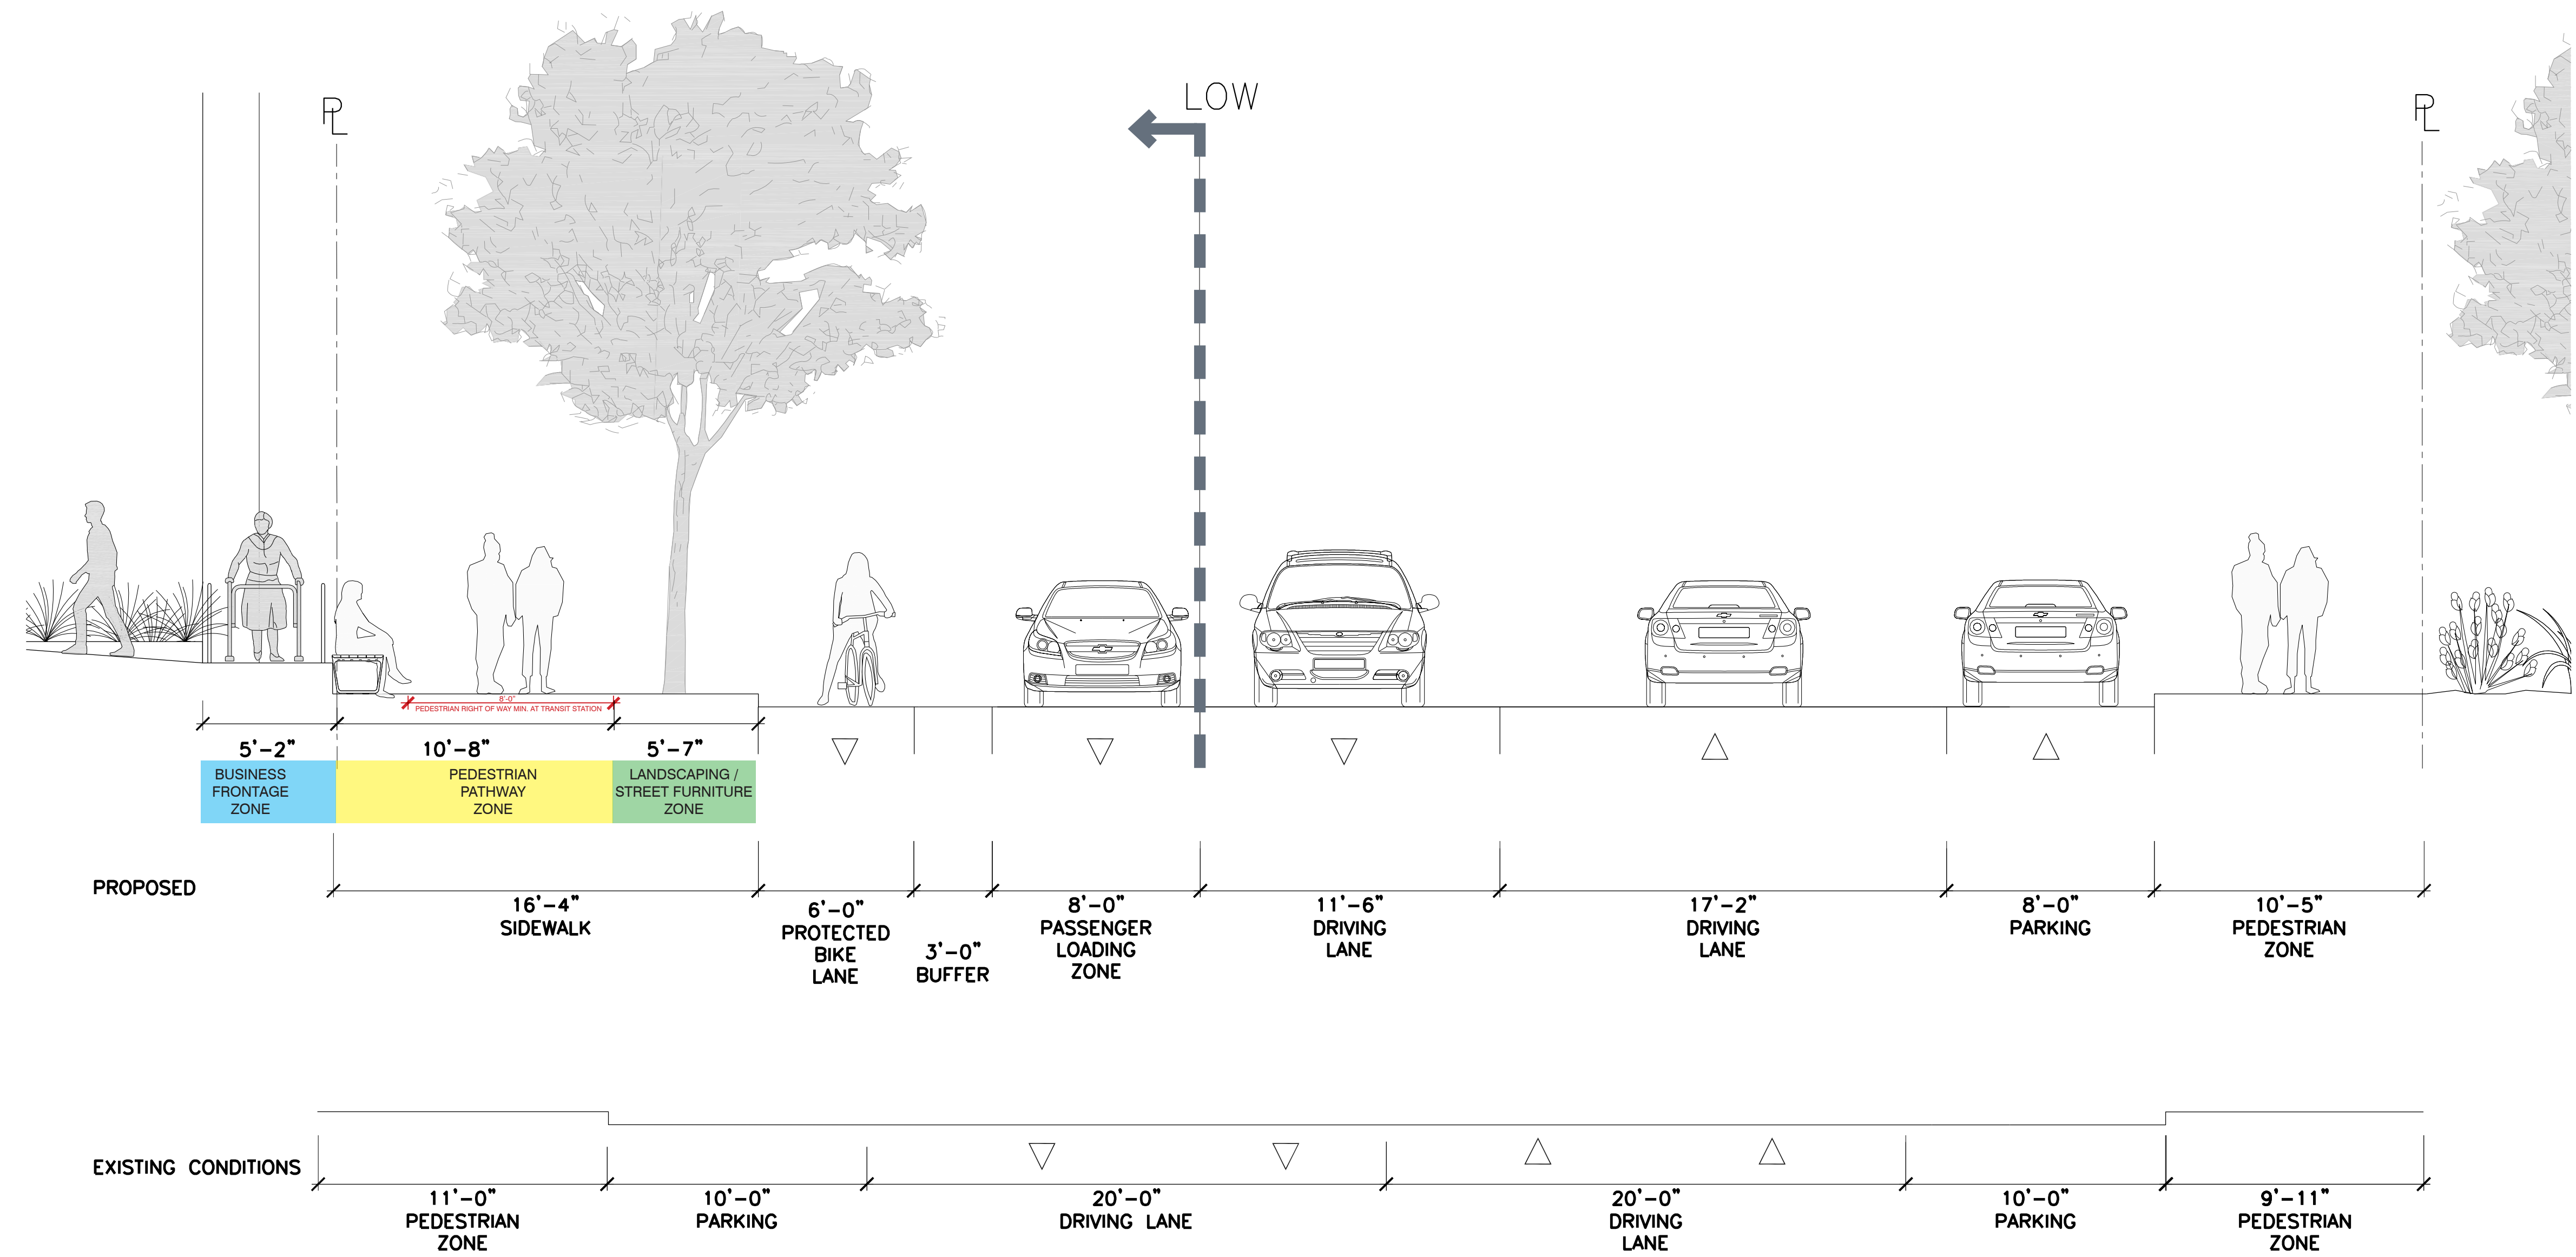 PL
LOW
PL
8'-0"
PEDESTRIAN RIGHT OF WAY MIN. AT TRANSIT STATION
5'-2"
10'-8"
5'-7"
BUSINESS
FRONTAGE
ZONE
PEDESTRIAN
PATHWAY
ZONE
LANDSCAPING /
STREET FURNITURE
ZONE
PROPOSED
16'-4"
SIDEWALK
6'-0"
PROTECTED
BIKE
LANE
3'-0"
BUFFER
8'-0"
PASSENGER
LOADING
ZONE
11'-6"
DRIVING
LANE
17'-2"
DRIVING
LANE
8'-0"
PARKING
10'-5"
PEDESTRIAN
ZONE
EXISTING CONDITIONS
11'-0"
PEDESTRIAN
ZONE
10'-0"
PARKING
20'-0"
DRIVING LANE
20'-0"
DRIVING
LANE
10'-0"
PARKING
9'-11"
PEDESTRIAN
ZONE